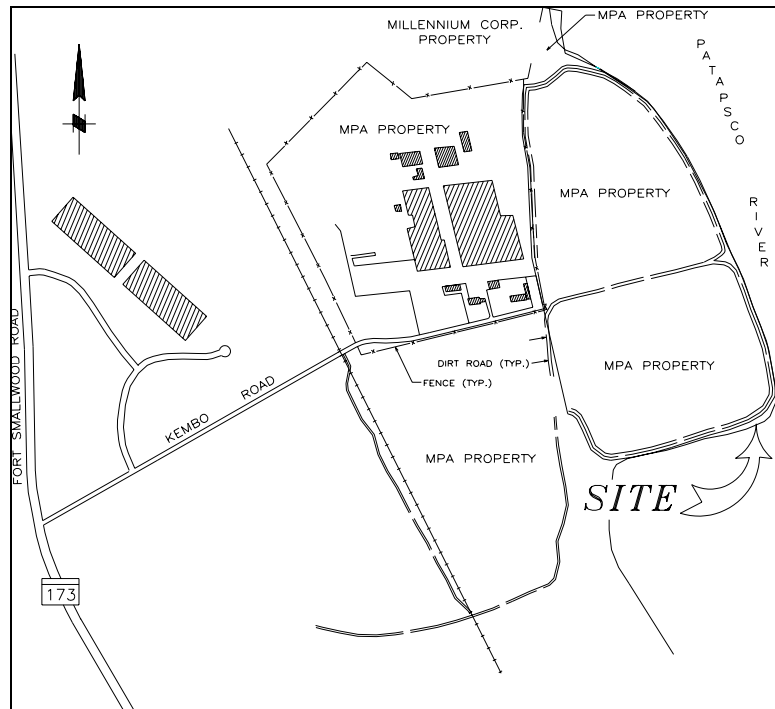 MILLENNIUM CORP.
PROPERTY
MPA PROPERTY
PATAPSCO
RIVER
MPA PROPERTY
MPA PROPERTY
MPA PROPERTY
DIRT ROAD (TYP.)
FENCE (TYP.)
KEMBO ROAD
FORT SMALLWOOD ROAD
MPA PROPERTY
SITE
173